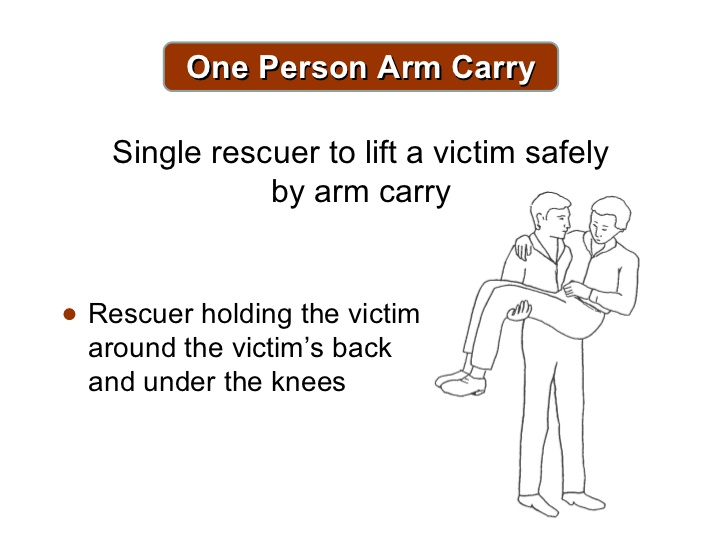 One Person Arm Carry
Single rescuer to lift a victim safely
by arm carry
● Rescuer holding the victim
around the victim’s back
and under the knees